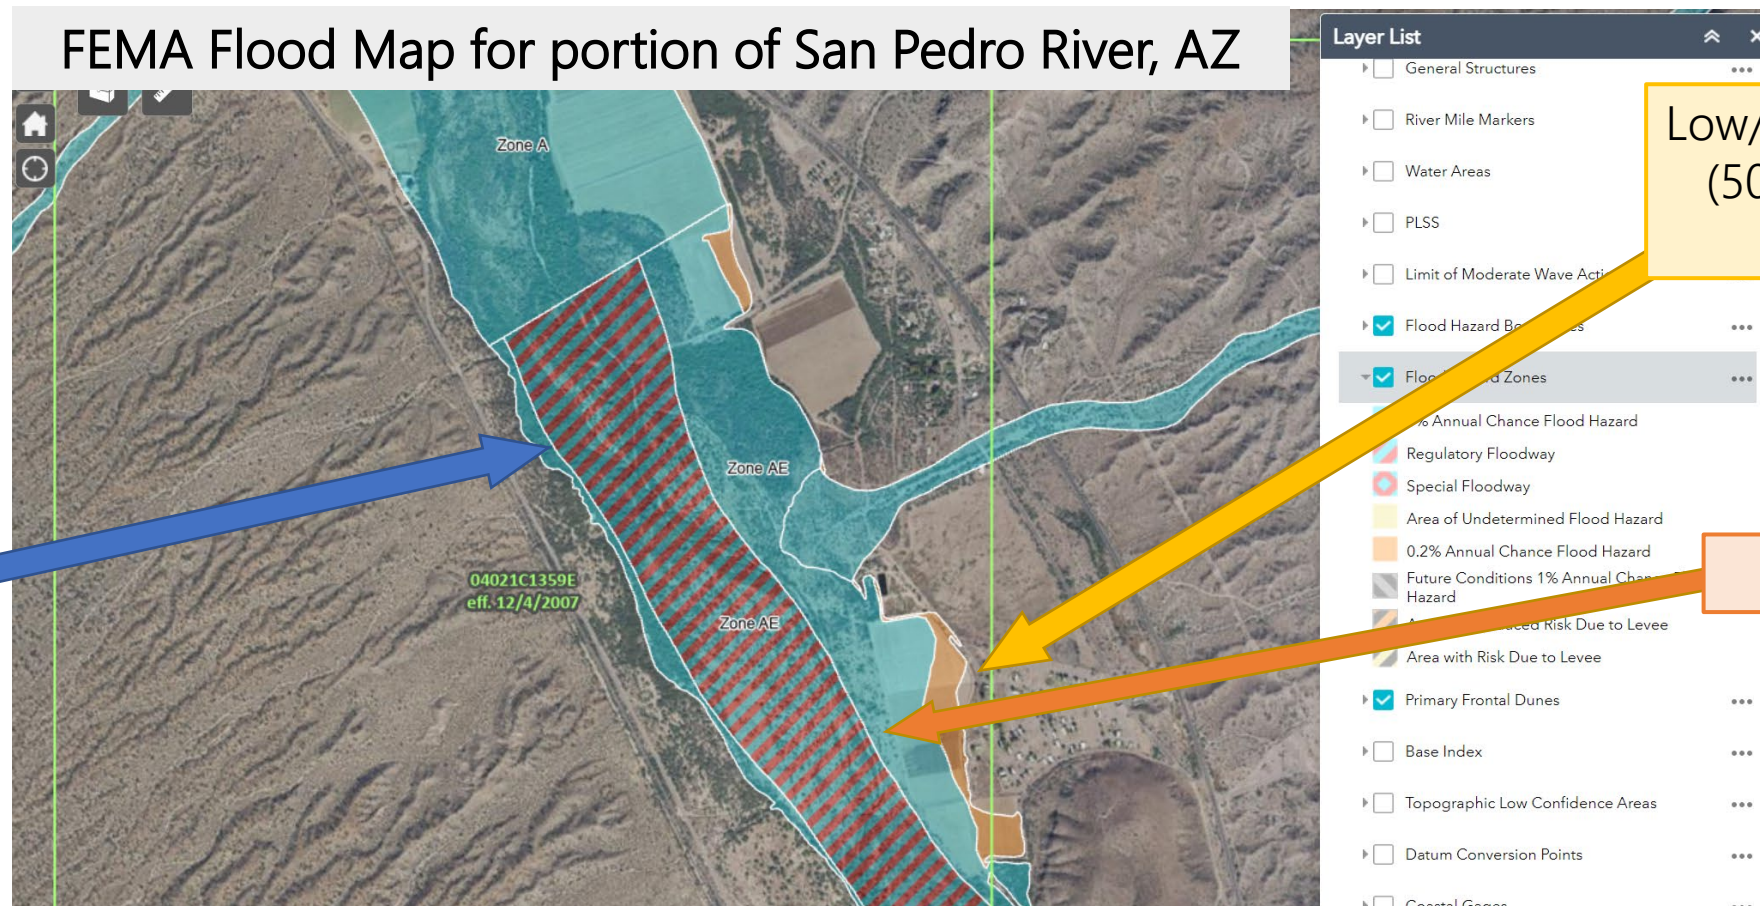 FEMA Flood Map for portion of San Pedro River, AZ
Layer List
General Structures
River Mile Markers
Water Areas
PLSS
Limit of Moderate Wave
Flood Hazard
Zones
Annual Chance Flood Hazard
Regulatory Floodway
Special Floodway
Area of Undetermined Flood Hazard
0.2% Annual Chance Flood Hazard
Future Conditions 1% Annual
Hazard
Risk Due to Levee
Area with Risk Due to Levee
Primary Frontal Dunes
Base Index
Topographic Low Confidence Areas
Datum Conversion Points
Low/
(50
Zone A
Zone AE
04021C1359E
eff. 12/4/2007
Zone AE